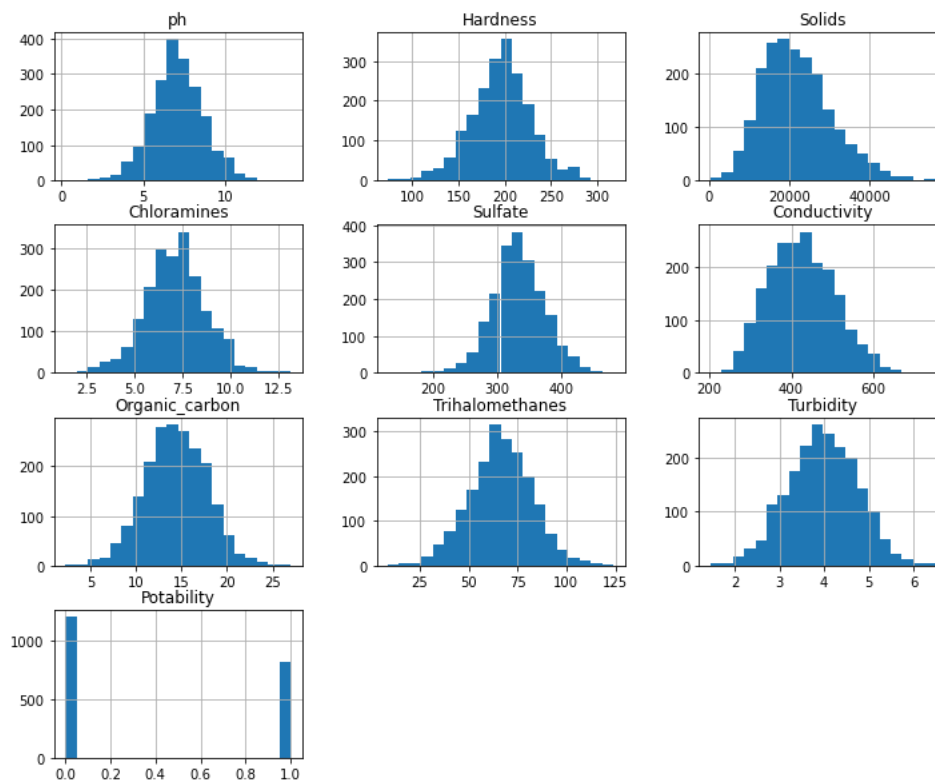 ph
400
300
200
100
0
0 5 10
Hardness
300
200
100
0
100 150 200 250 300
Solids
200
100
0
0 20000 40000
Chloramines
300
200
100
0
2.5 5.0 7.5 10.0 12.5
Sulfate
400
300
200
100
0
200 300 400
Conductivity
200
100
0
200 400 600
Organic_carbon
200
100
0
5 10 15 20 25
Trihalomethanes
300
200
100
0
25 50 75 100 125
Turbidity
200
100
0
2 3 4 5 6
Potability
1000
500
0
0.0 0.2 0.4 0.6 0.8 1.0